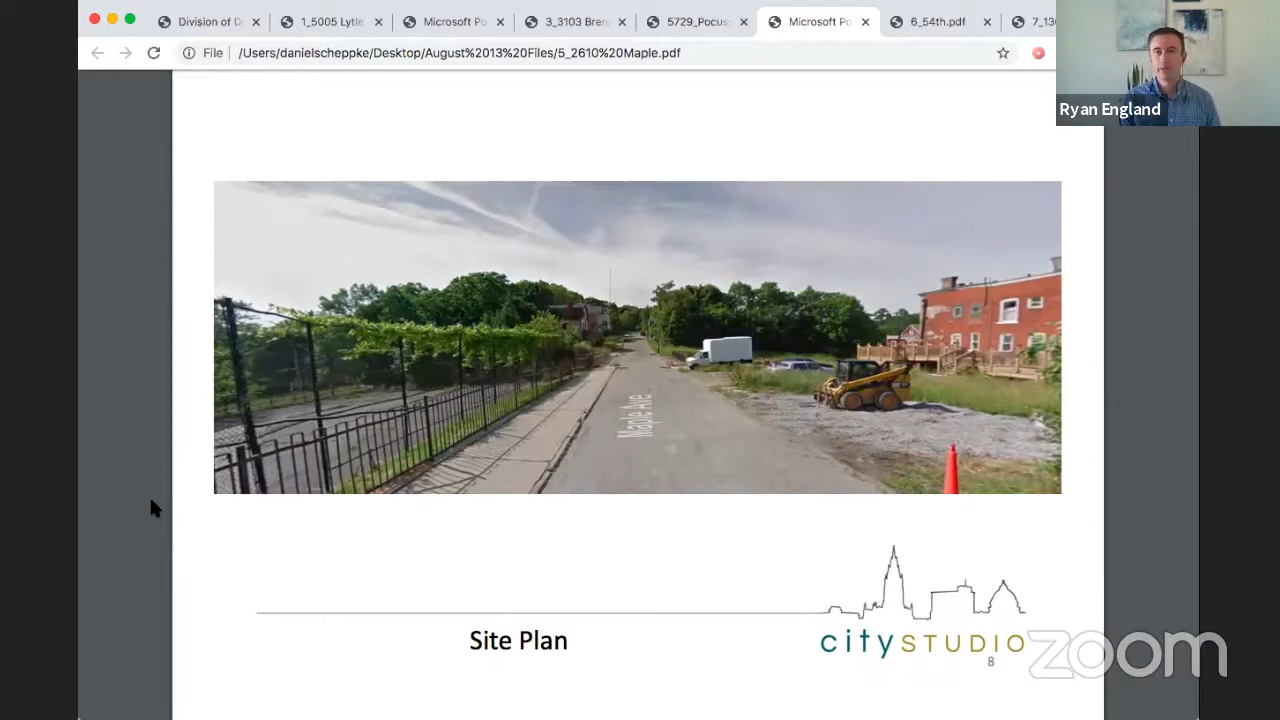 Division of D
1_5005 Lytle
Microsoft Po
3_3103 Brere
5729_Pocus
Microsoft Po
6_54th.pdf
7_13
File
/Users/danielscheppke/Desktop/August%2013%20Files/5_2610%20Maple.pdf
Ryan England
Maple Ave
Site Plan
citySTUDIO
8
zoom